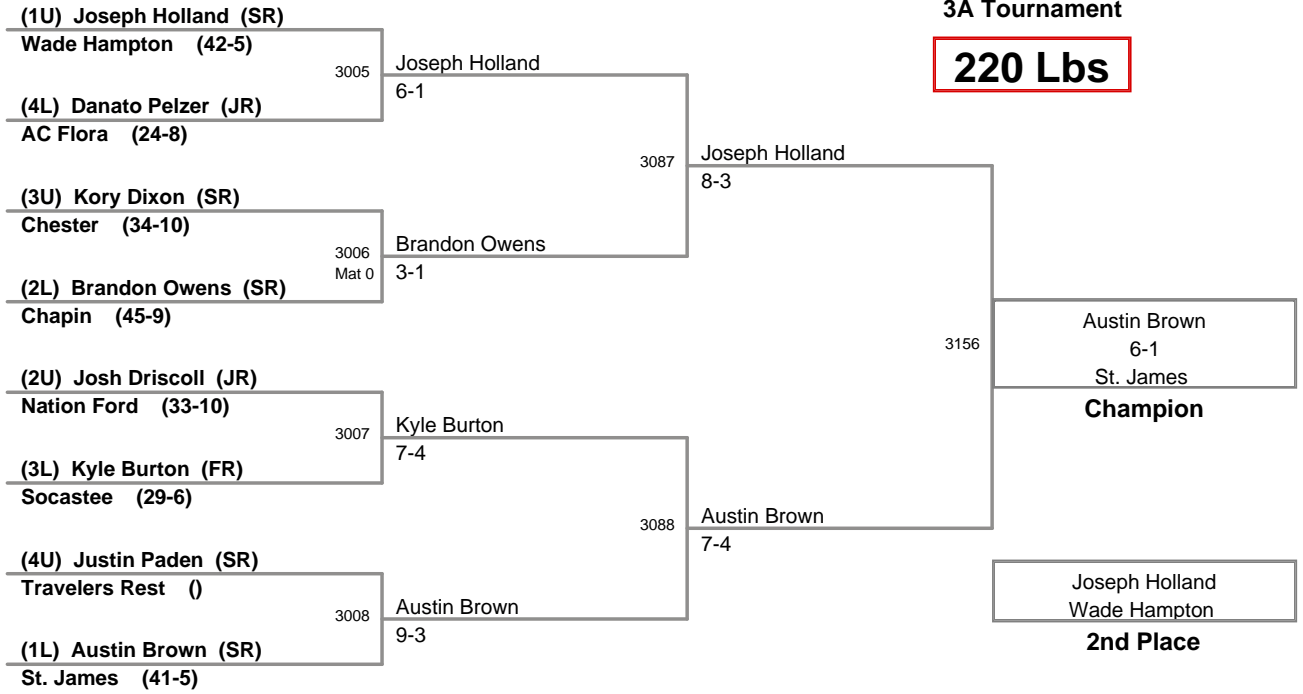 3A Tournament
220 Lbs
(1U) Joseph Holland (SR)
Wade Hampton (42-5)
3005
Joseph Holland
6-1
(4L) Danato Pelzer (JR)
AC Flora (24-8)
3087
Joseph Holland
8-3
(3U) Kory Dixon (SR)
Chester (34-10)
3006
Mat 0
Brandon Owens
3-1
(2L) Brandon Owens (SR)
Chapin (45-9)
3156
Austin Brown
6-1
St. James
Champion
(2U) Josh Driscoll (JR)
Nation Ford (33-10)
3007
Kyle Burton
7-4
(3L) Kyle Burton (FR)
Socastee (29-6)
3088
Austin Brown
7-4
(4U) Justin Paden (SR)
Travelers Rest ()
3008
Austin Brown
9-3
(1L) Austin Brown (SR)
St. James (41-5)
Joseph Holland
Wade Hampton
2nd Place